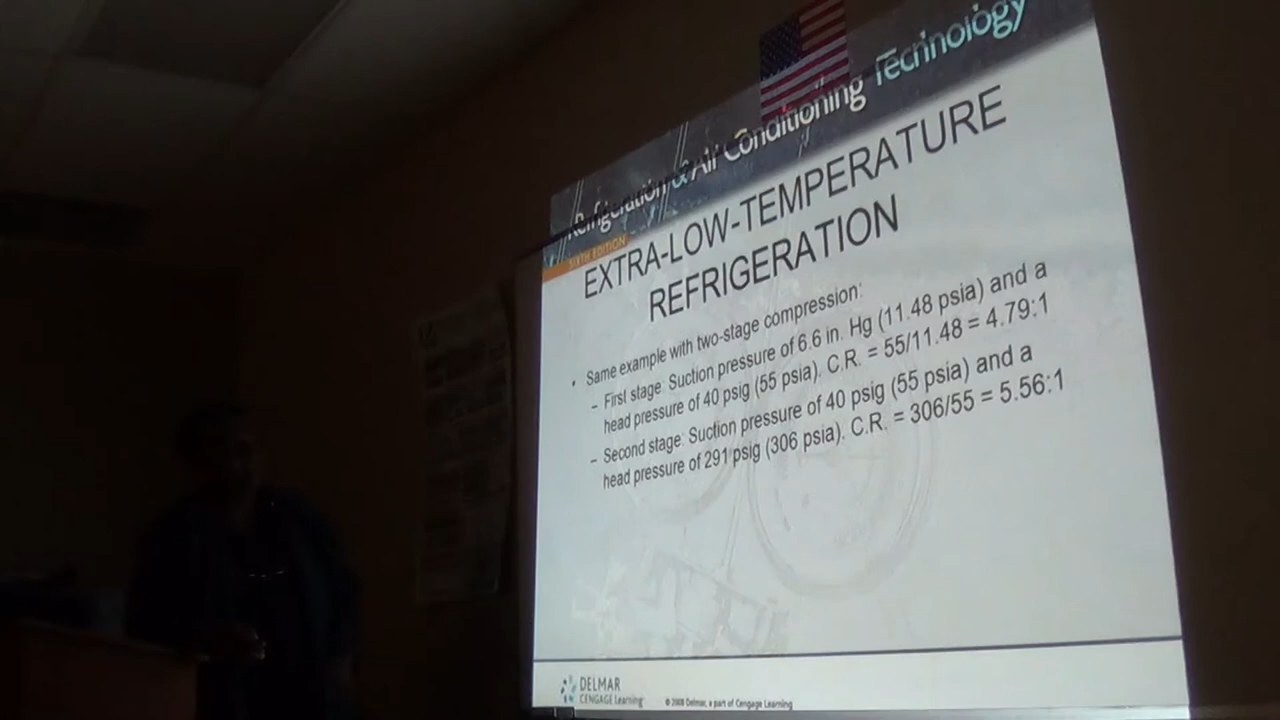 Refrigeration & Air Conditioning Technology
SIXTH EDITION
EXTRA-LOW-TEMPERATURE
REFRIGERATION
• Same example with two-stage compression:
– First stage: Suction pressure of 6.6 in. Hg (11.48 psia) and a
head pressure of 40 psig (55 psia). C.R. = 55/11.48 = 4.79:1
– Second stage: Suction pressure of 40 psig (55 psia) and a
head pressure of 291 psig (306 psia). C.R. = 306/55 = 5.56:1
DELMAR
CENGAGE Learning
© 2008 Delmar, a part of Cengage Learning